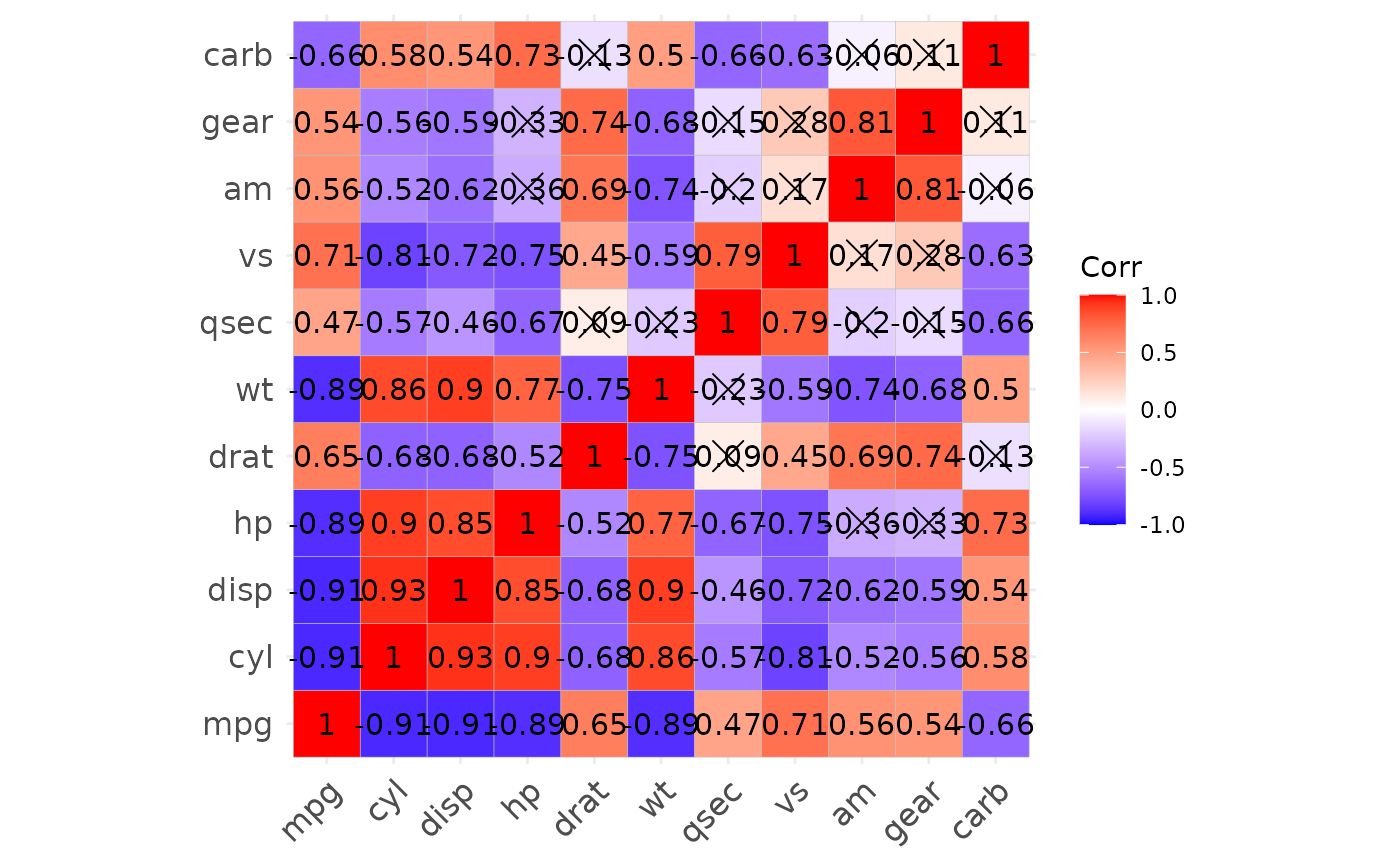 carb -0.66 0.58 0.54 0.73 -0.13 0.5 -0.66 -0.63 -0.06 0.11 1
gear 0.54 -0.56 -0.59 -0.33 0.74 -0.68 -0.15 0.28 0.81 1 0.11
am 0.56 -0.52 -0.62 -0.36 0.69 -0.74 -0.2 0.17 1 0.81 -0.06
vs 0.71 -0.81 -0.72 -0.75 0.45 -0.59 0.79 1 0.17 0.28 -0.63
qsec 0.47 -0.57 -0.46 -0.67 0.09 -0.23 1 0.79 -0.2 -0.15 -0.66
wt -0.89 0.86 0.9 0.77 -0.75 1 -0.23 -0.59 -0.74 -0.68 0.5
drat 0.65 -0.68 -0.68 -0.52 1 -0.75 0.09 0.45 0.69 0.74 -0.13
hp -0.89 0.9 0.85 1 -0.52 0.77 -0.67 -0.75 -0.36 -0.33 0.73
disp -0.91 0.93 1 0.85 -0.68 0.9 -0.46 -0.72 -0.62 -0.59 0.54
cyl -0.91 1 0.93 0.9 -0.68 0.86 -0.57 -0.81 -0.52 -0.56 0.58
mpg 1 -0.91 -0.91 -0.89 0.65 -0.89 0.47 0.71 0.56 0.54 -0.66
mpg cyl disp hp drat wt qsec vs am gear carb
Corr
1.0
0.5
0.0
-0.5
-1.0